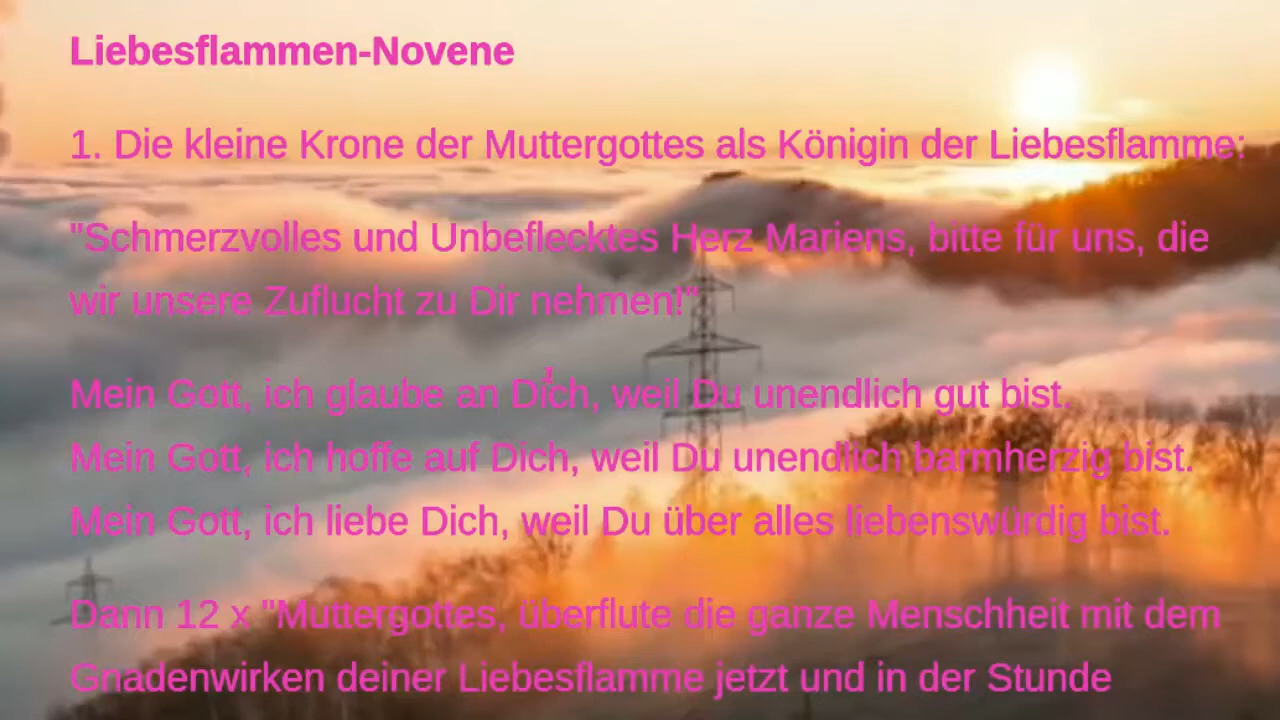 Liebesflammen-Novene
1. Die kleine Krone der Muttergottes als Königin der Liebesflamme:
"Schmerzvolles und Unbeflecktes Herz Mariens, bitte für uns, die
wir unsere Zuflucht zu Dir nehmen!"
Mein Gott, ich glaube an Dich, weil Du unendlich gut bist.
Mein Gott, ich hoffe auf Dich, weil Du unendlich barmherzig bist.
Mein Gott, ich liebe Dich, weil Du über alles liebenswürdig bist.
Dann 12 x "Muttergottes, überflute die ganze Menschheit mit dem
Gnadenwirken deiner Liebesflamme jetzt und in der Stunde